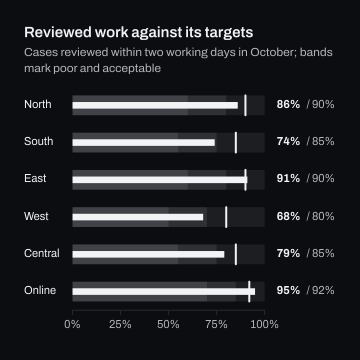 Reviewed work against its targets
Cases reviewed within two working days in October; bands
mark poor and acceptable
North 86% / 90%
South 74% / 85%
East 91% / 90%
West 68% / 80%
Central 79% / 85%
Online 95% / 92%
0% 25% 50% 75% 100%